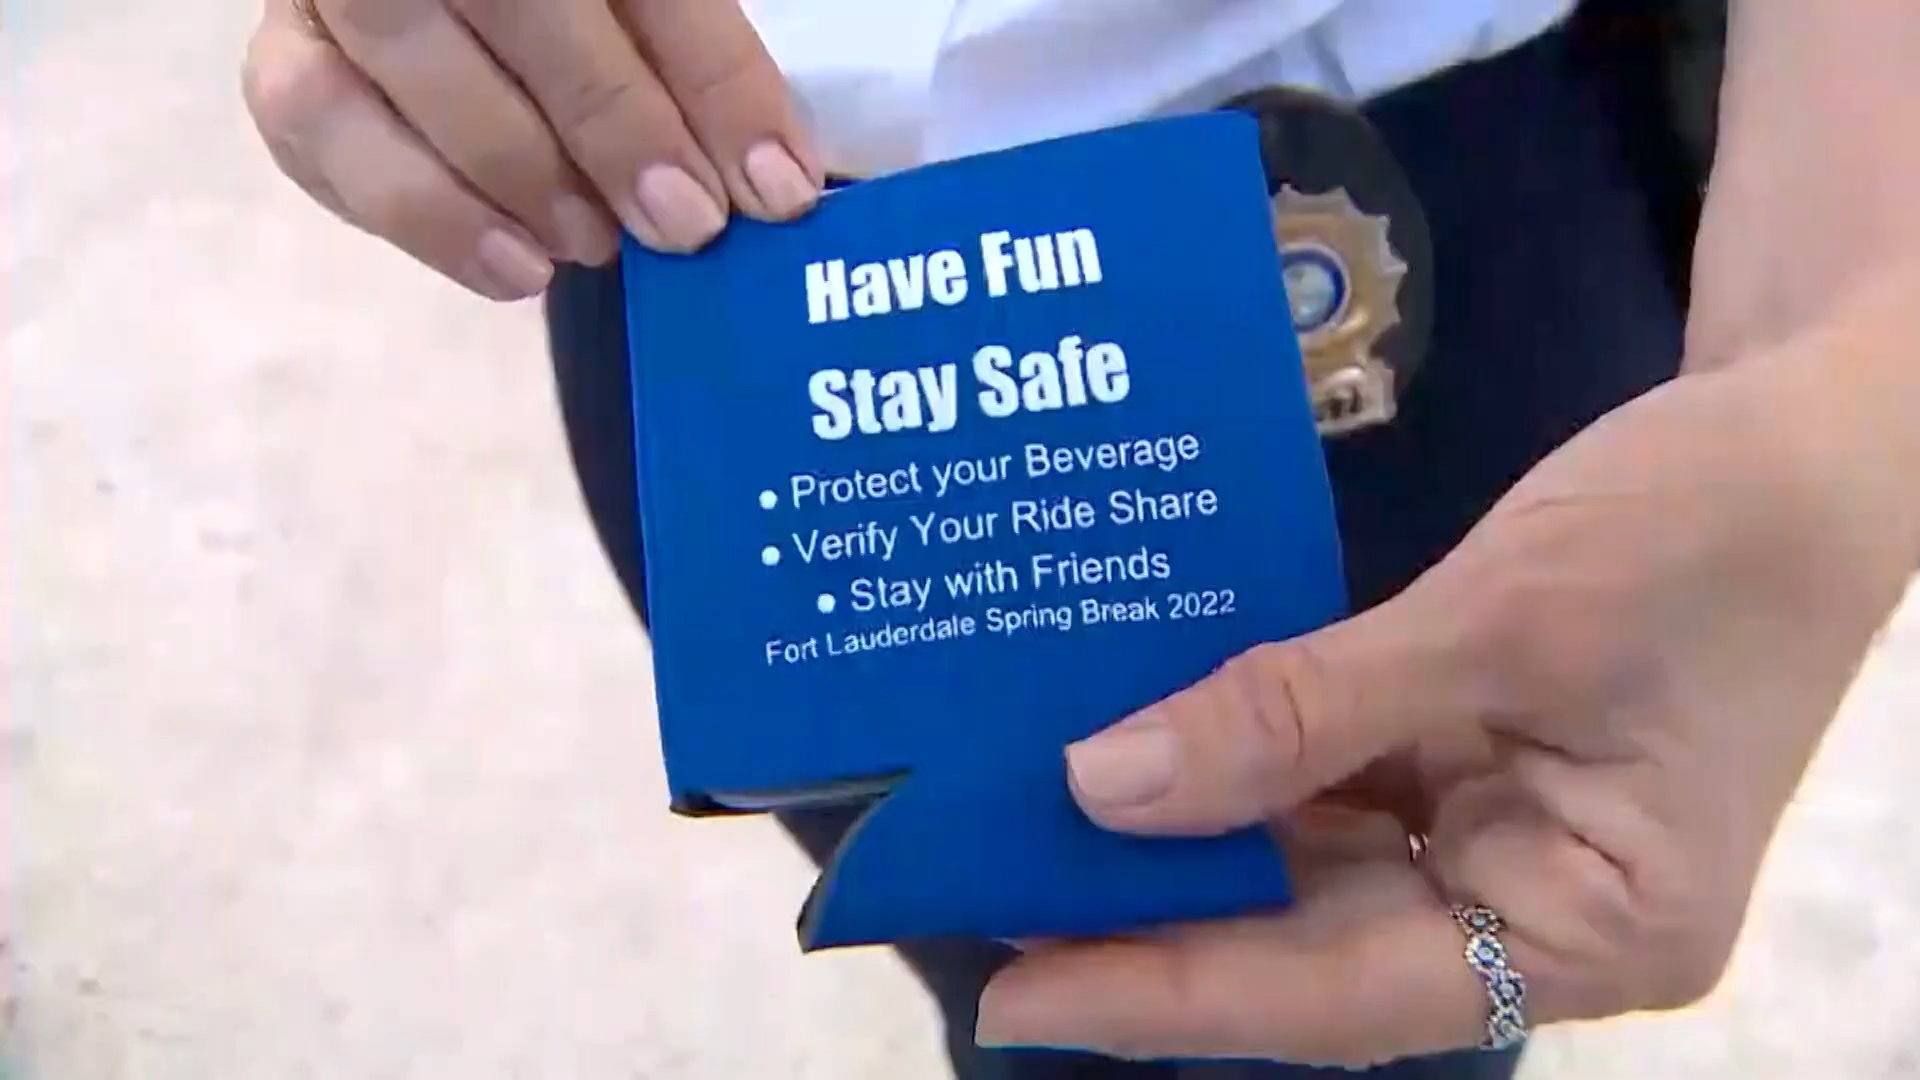 Have Fun
Stay Safe
• Protect your Beverage
• Verify Your Ride Share
• Stay with Friends
Fort Lauderdale Spring Break 2022